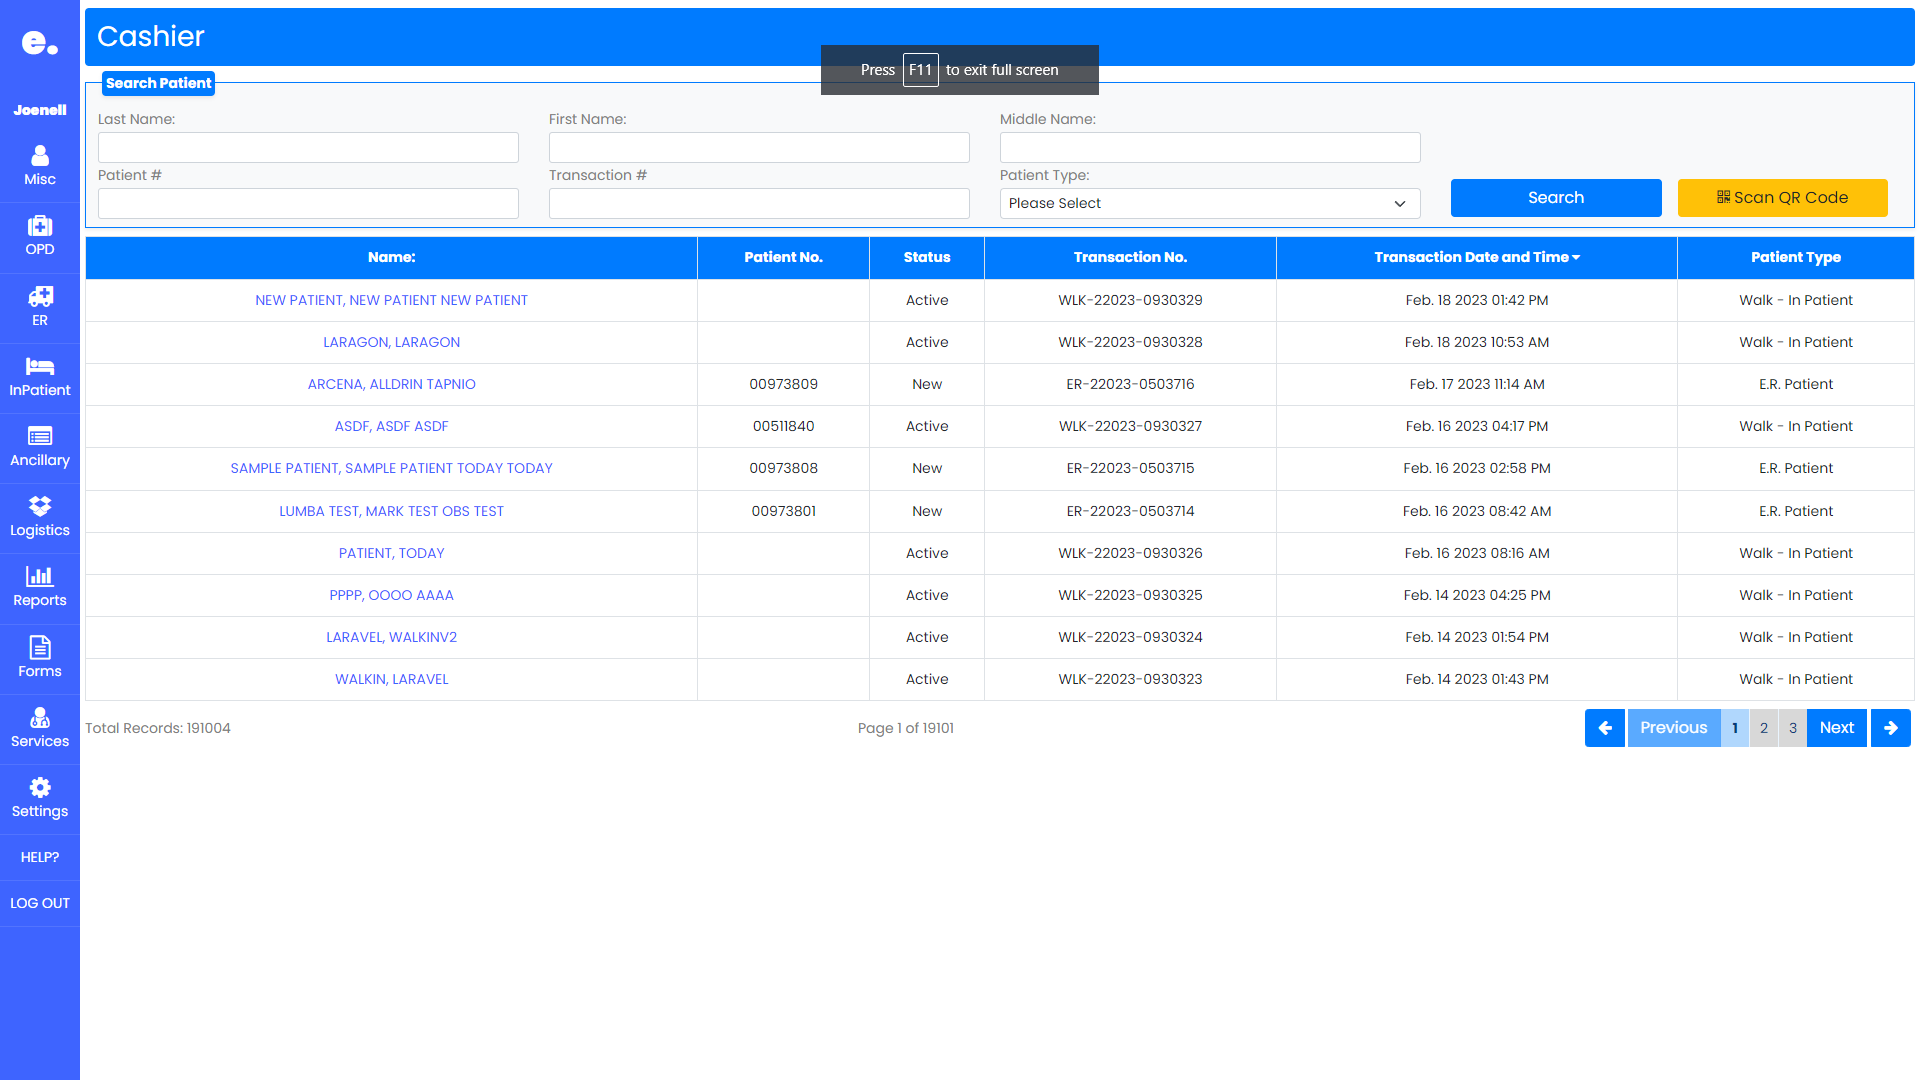 e.
Joenell
Misc
OPD
ER
InPatient
Ancillary
Logistics
Reports
Forms
Services
Settings
HELP?
LOG OUT
Cashier
Press F11 to exit full screen
Search Patient
Last Name: First Name: Middle Name:
Patient # Transaction # Patient Type:
Please Select Search Scan QR Code
Name: Patient No. Status Transaction No. Transaction Date and Time Patient Type
NEW PATIENT, NEW PATIENT NEW PATIENT Active WLK-22023-0930329 Feb. 18 2023 01:42 PM Walk - In Patient
LARAGON, LARAGON Active WLK-22023-0930328 Feb. 18 2023 10:53 AM Walk - In Patient
ARCENA, ALLDRIN TAPNIO 00973809 New ER-22023-0503716 Feb. 17 2023 11:14 AM E.R. Patient
ASDF, ASDF ASDF 00511840 Active WLK-22023-0930327 Feb. 16 2023 04:17 PM Walk - In Patient
SAMPLE PATIENT, SAMPLE PATIENT TODAY TODAY 00973808 New ER-22023-0503715 Feb. 16 2023 02:58 PM E.R. Patient
LUMBA TEST, MARK TEST OBS TEST 00973801 New ER-22023-0503714 Feb. 16 2023 08:42 AM E.R. Patient
PATIENT, TODAY Active WLK-22023-0930326 Feb. 16 2023 08:16 AM Walk - In Patient
PPPP, OOOO AAAA Active WLK-22023-0930325 Feb. 14 2023 04:25 PM Walk - In Patient
LARAVEL, WALKINV2 Active WLK-22023-0930324 Feb. 14 2023 01:54 PM Walk - In Patient
WALKIN, LARAVEL Active WLK-22023-0930323 Feb. 14 2023 01:43 PM Walk - In Patient
Total Records: 191004 Page 1 of 19101 Previous 1 2 3 Next